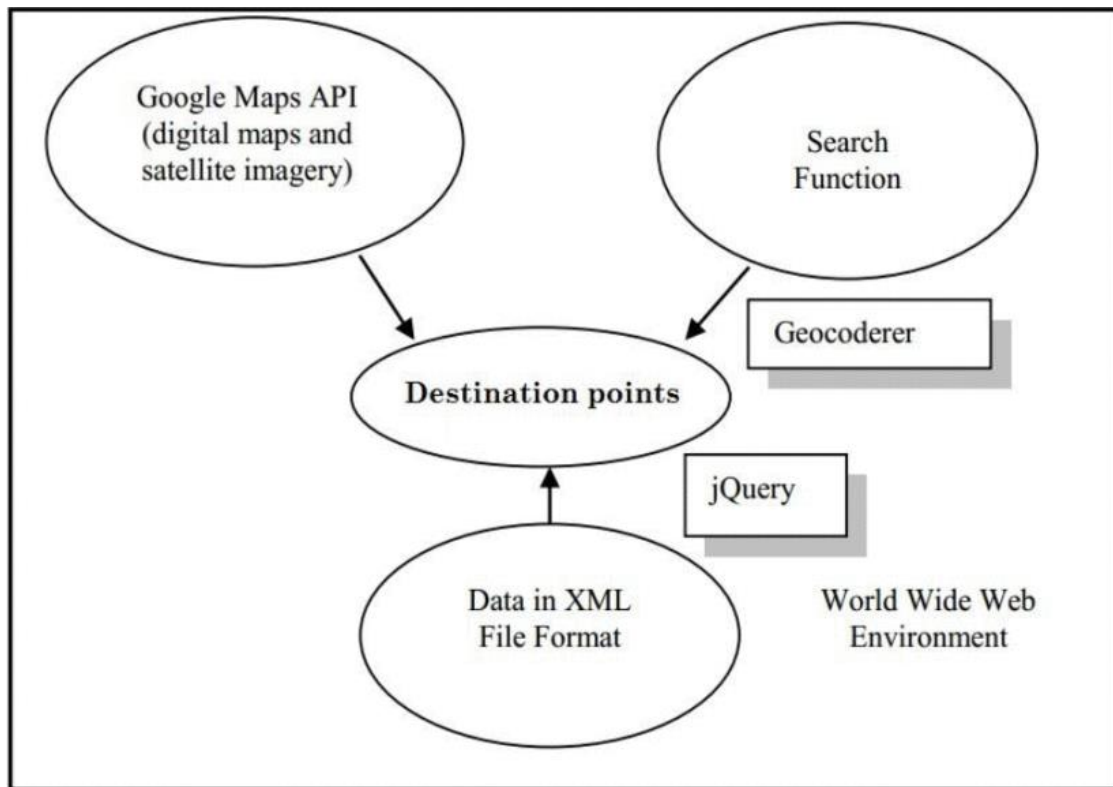 Google Maps API
(digital maps and
satellite imagery)
Search
Function
Geocoderer
Destination points
jQuery
Data in XML
File Format
World Wide Web
Environment